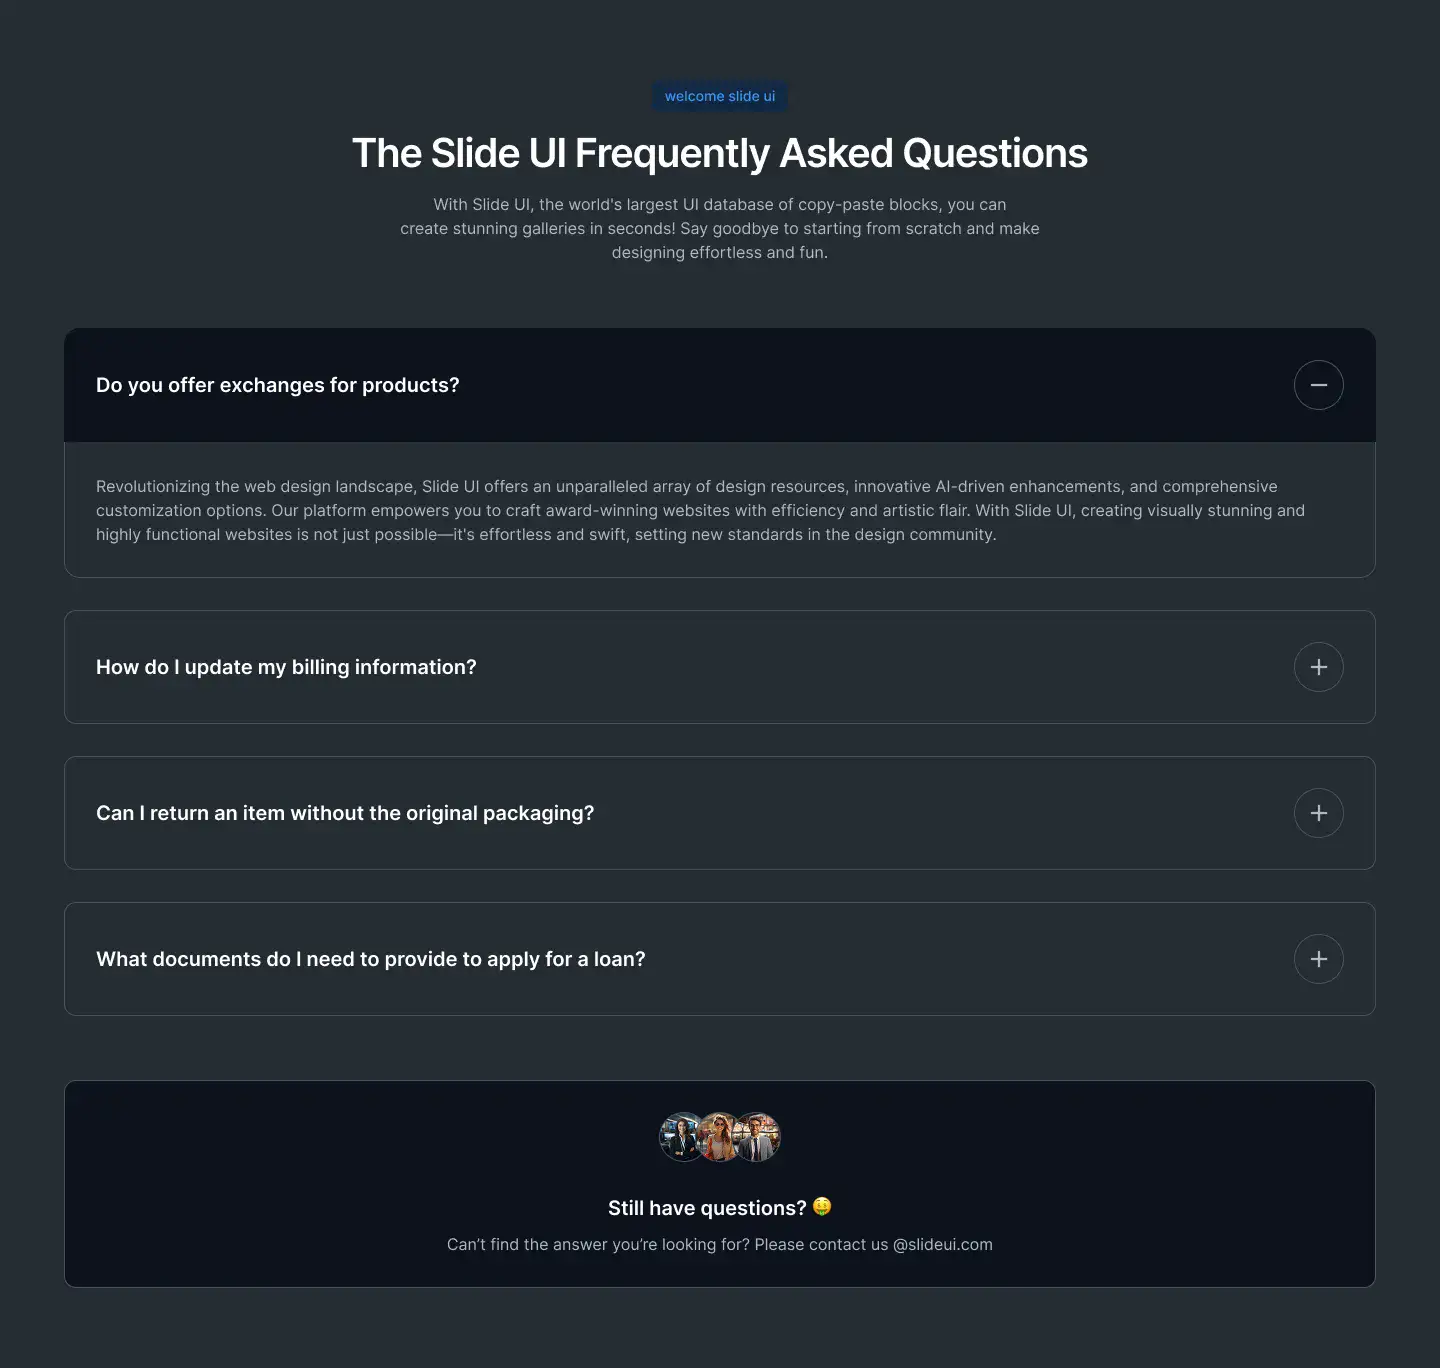 welcome slide ui
The Slide UI Frequently Asked Questions
With Slide UI, the world's largest UI database of copy-paste blocks, you can
create stunning galleries in seconds! Say goodbye to starting from scratch and make
designing effortless and fun.
Do you offer exchanges for products?
Revolutionizing the web design landscape, Slide UI offers an unparalleled array of design resources, innovative AI-driven enhancements, and comprehensive
customization options. Our platform empowers you to craft award-winning websites with efficiency and artistic flair. With Slide UI, creating visually stunning and
highly functional websites is not just possible—it's effortless and swift, setting new standards in the design community.
How do I update my billing information?
Can I return an item without the original packaging?
What documents do I need to provide to apply for a loan?
Still have questions? 🤑
Can’t find the answer you’re looking for? Please contact us @slideui.com